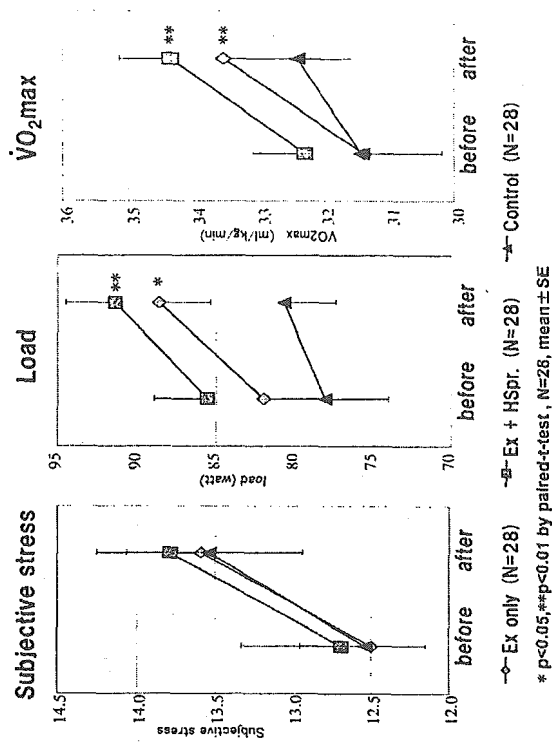 Subjective stress
Subjective stress
14.5
14.0
13.5
13.0
12.5
12.0
before after
Load
load (watt)
95
90
85
80
75
70
**
*
before after
V̇O₂max
VO2max (ml/kg/min)
36
35
34
33
32
31
30
**
**
before after
Ex only (N=28) Ex + HSpr. (N=28) Control (N=28)
* p<0.05,**p<0.01 by paired-t-test, N=28, mean±SE